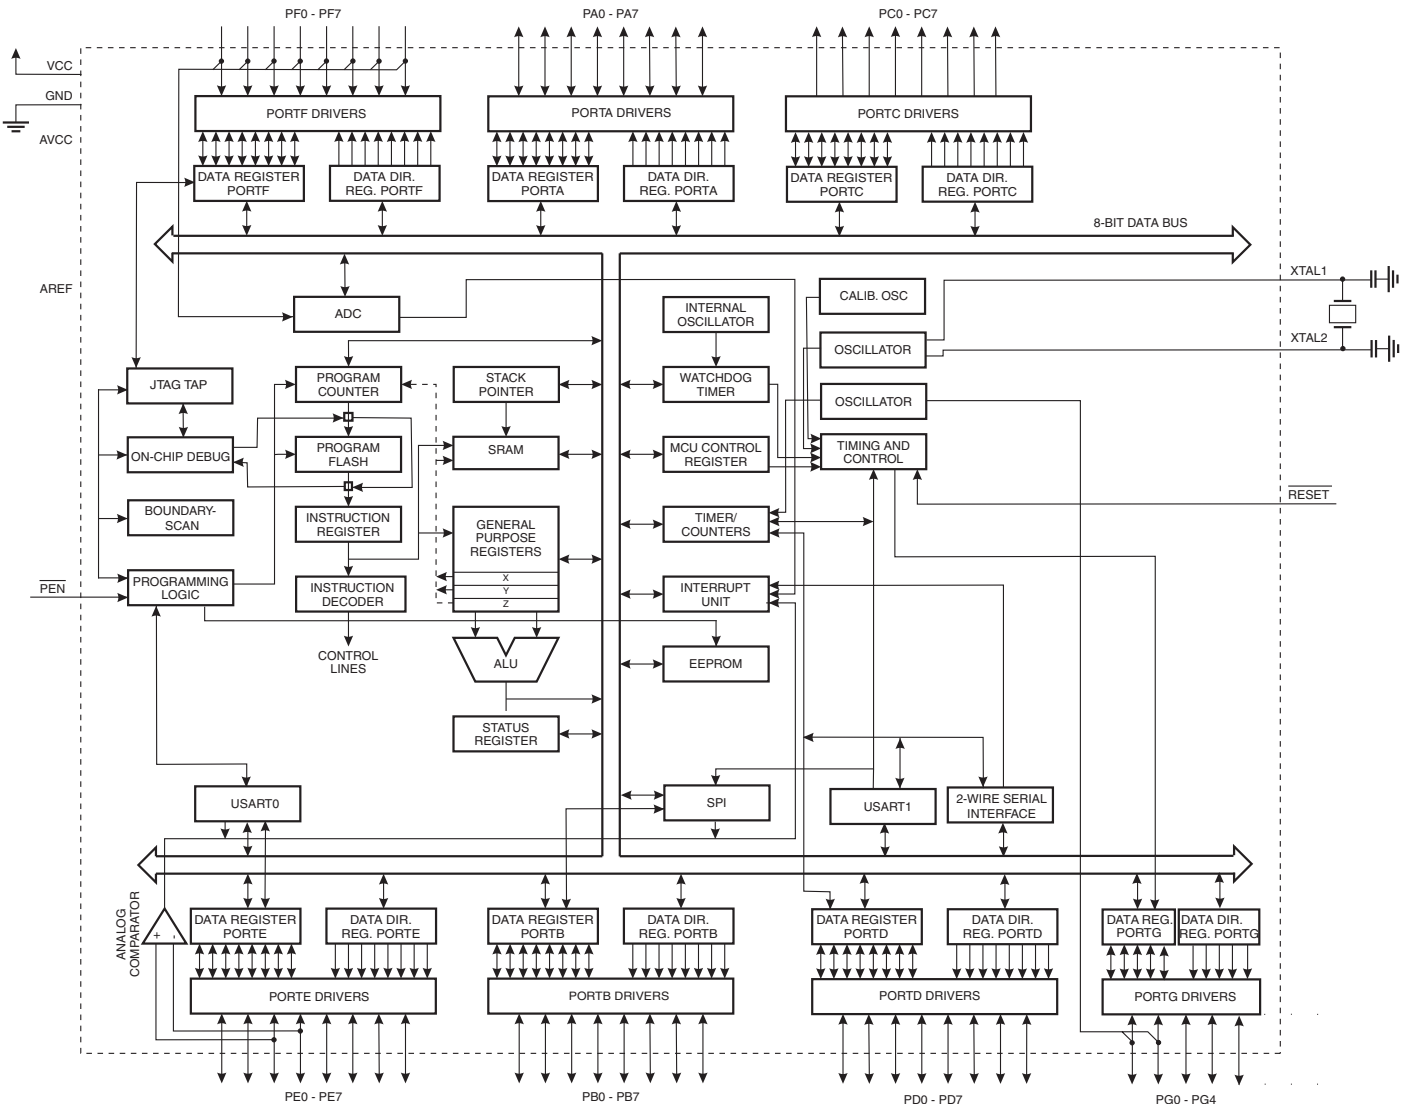 PF0 - PF7
PA0 - PA7
PC0 - PC7
VCC
GND
AVCC
PORTF DRIVERS
PORTA DRIVERS
PORTC DRIVERS
DATA REGISTER
PORTF
DATA DIR.
REG. PORTF
DATA REGISTER
PORTA
DATA DIR.
REG. PORTA
DATA REGISTER
PORTC
DATA DIR.
REG. PORTC
8-BIT DATA BUS
AREF
XTAL1
CALIB. OSC
ADC
INTERNAL
OSCILLATOR
OSCILLATOR
XTAL2
JTAG TAP
PROGRAM
COUNTER
STACK
POINTER
WATCHDOG
TIMER
OSCILLATOR
ON-CHIP DEBUG
PROGRAM
FLASH
SRAM
MCU CONTROL
REGISTER
TIMING AND
CONTROL
RESET
BOUNDARY-
SCAN
INSTRUCTION
REGISTER
GENERAL
PURPOSE
REGISTERS
TIMER/
COUNTERS
X
Y
Z
PEN
PROGRAMMING
LOGIC
INSTRUCTION
DECODER
INTERRUPT
UNIT
CONTROL
LINES
ALU
EEPROM
STATUS
REGISTER
USART0
SPI
USART1
2-WIRE SERIAL
INTERFACE
ANALOG
COMPARATOR
+
-
DATA REGISTER
PORTE
DATA DIR.
REG. PORTE
DATA REGISTER
PORTB
DATA DIR.
REG. PORTB
DATA REGISTER
PORTD
DATA DIR.
REG. PORTD
DATA REG.
PORTG
DATA DIR.
REG. PORTG
PORTE DRIVERS
PORTB DRIVERS
PORTD DRIVERS
PORTG DRIVERS
PE0 - PE7
PB0 - PB7
PD0 - PD7
PG0 - PG4